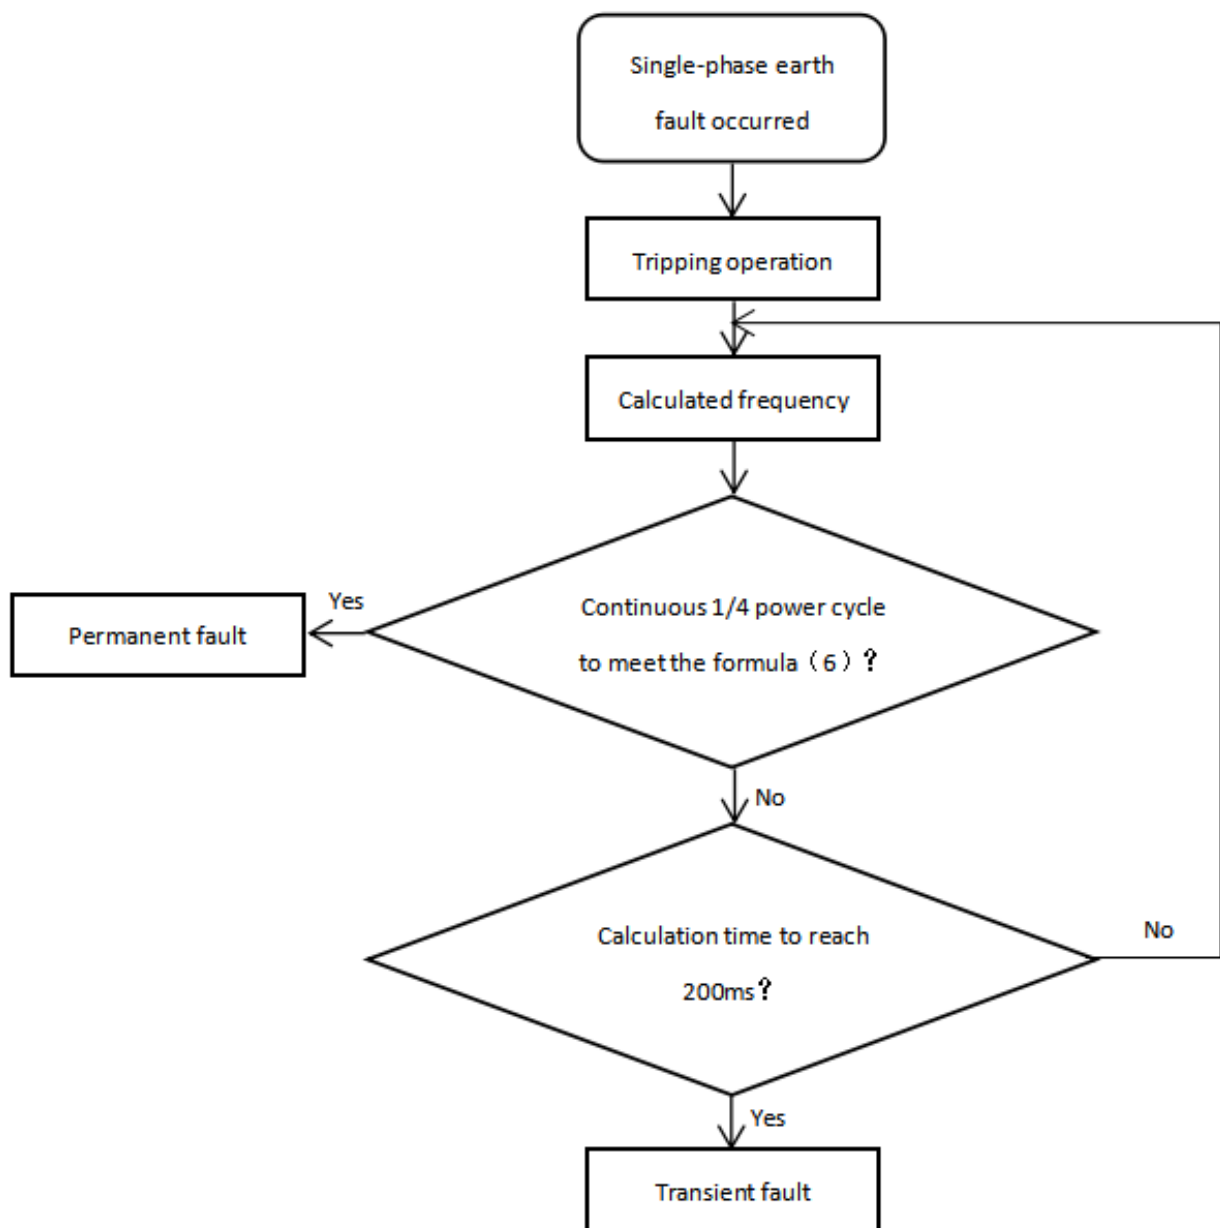 Single-phase earth
fault occurred
Tripping operation
Calculated frequency
Continuous 1/4 power cycle
to meet the formula（6）?
Yes
Permanent fault
No
Calculation time to reach
200ms?
No
Yes
Transient fault